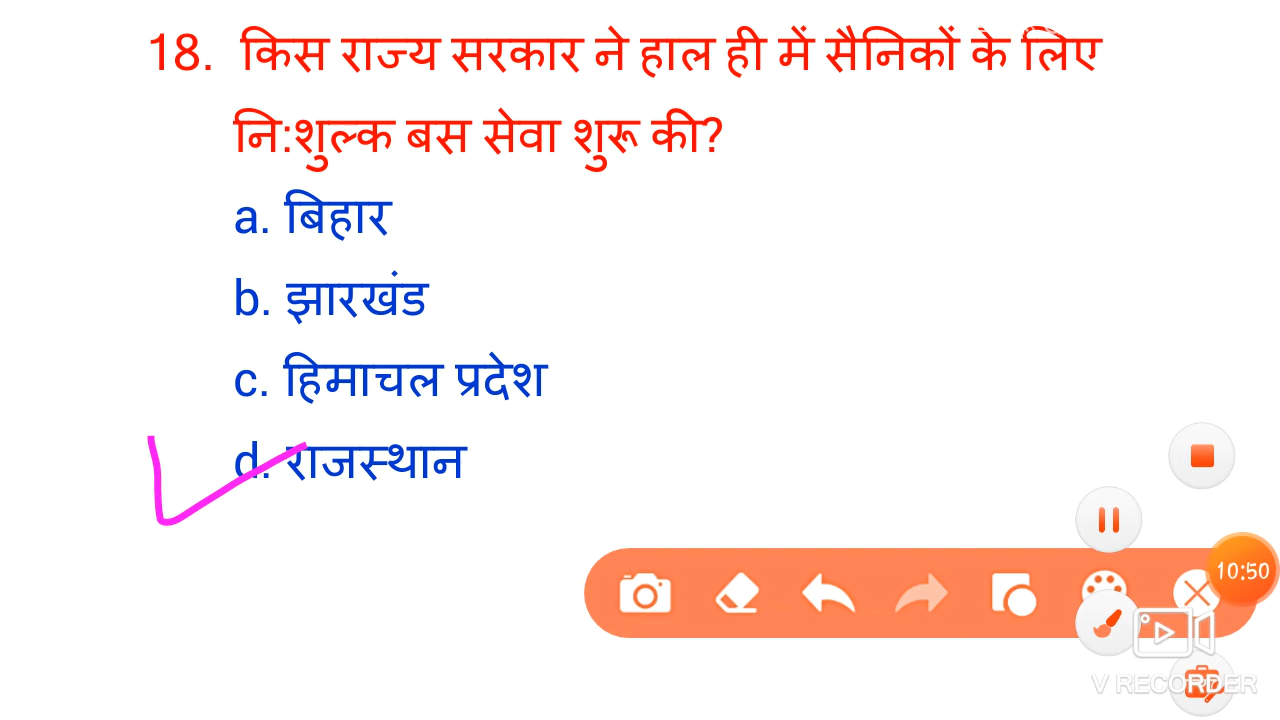 18. किस राज्य सरकार ने हाल ही में सैनिकों के लिए
नि:शुल्क बस सेवा शुरू की?
a. बिहार
b. झारखंड
c. हिमाचल प्रदेश
d. राजस्थान
10:50
V RECORDER